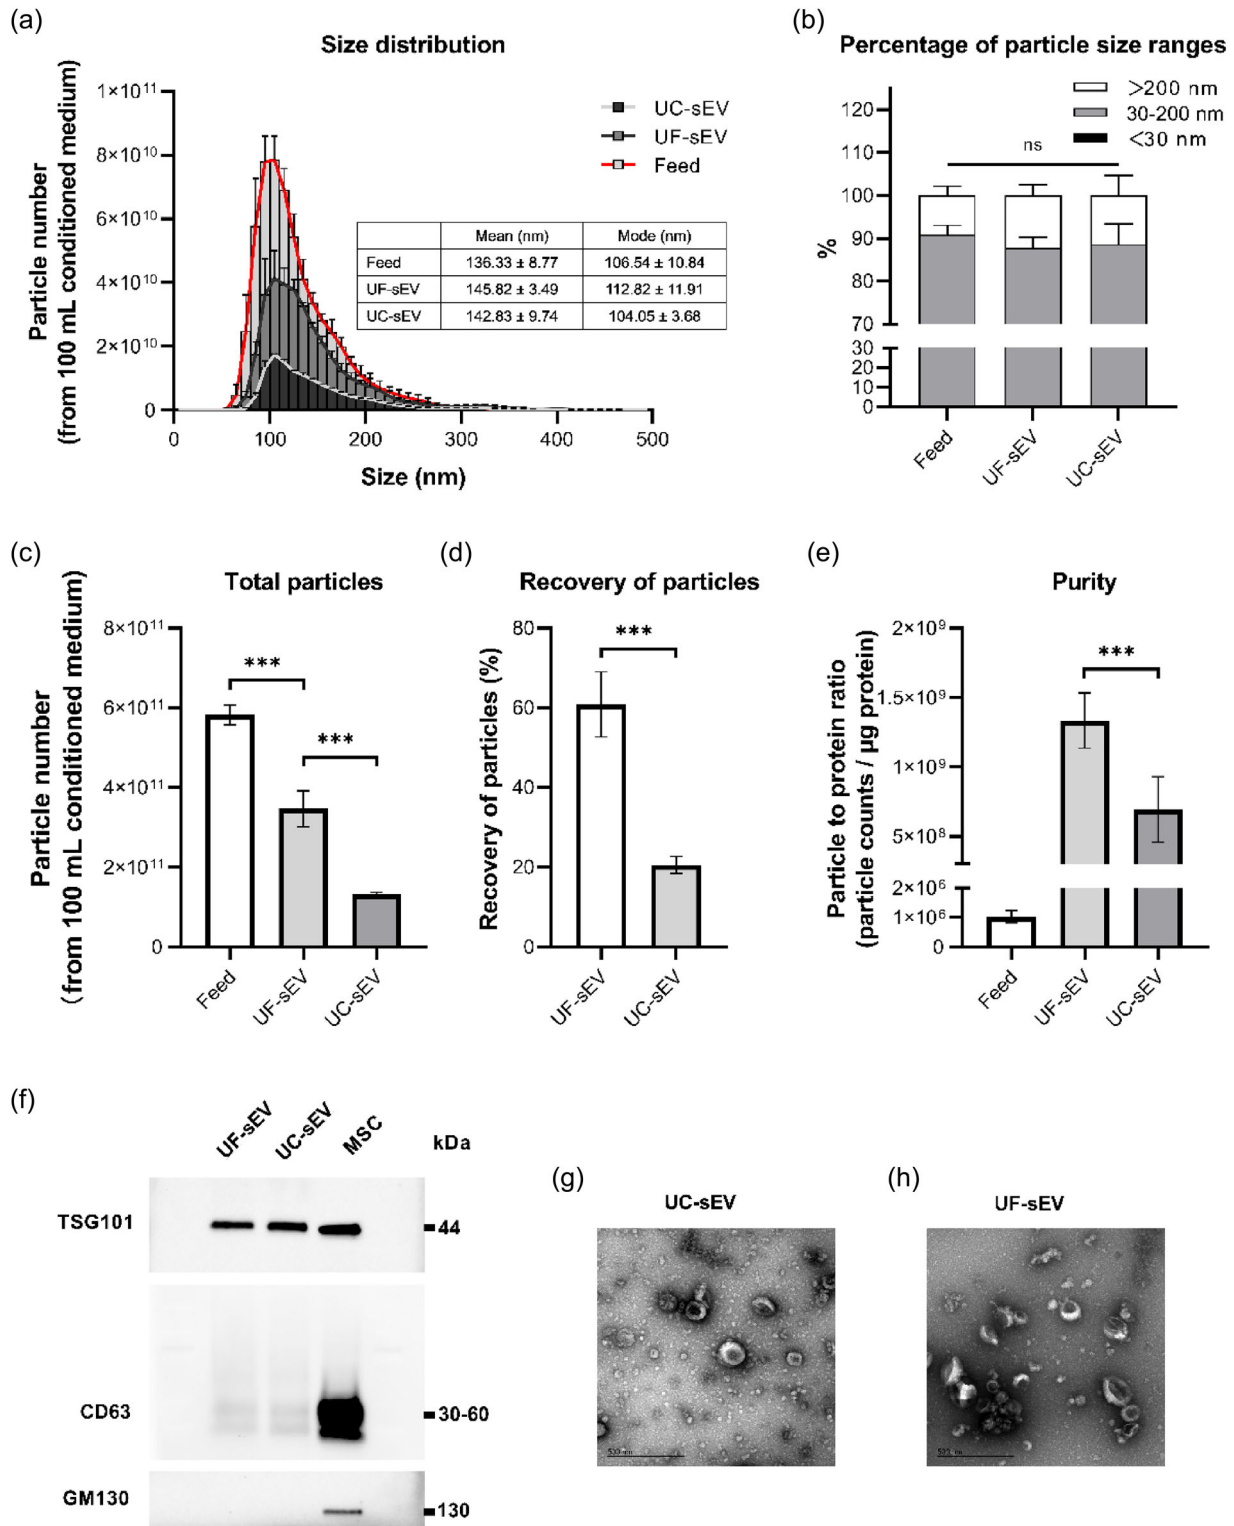 (a)
Size distribution
Particle number
(from 100 mL conditioned medium)
1×10¹¹
8×10¹⁰
6×10¹⁰
4×10¹⁰
2×10¹⁰
0
0 100 200 300 400 500
Size (nm)
UC-sEV
UF-sEV
Feed
Mean (nm) Mode (nm)
Feed 136.33 ± 8.77 106.54 ± 10.84
UF-sEV 145.82 ± 3.49 112.82 ± 11.91
UC-sEV 142.83 ± 9.74 104.05 ± 3.68
(b)
Percentage of particle size ranges
>200 nm
30-200 nm
<30 nm
%
120
110
100
90
80
70
30
20
10
0
ns
Feed UF-sEV UC-sEV
(c)
Total particles
Particle number
(from 100 mL conditioned medium)
8×10¹¹
6×10¹¹
4×10¹¹
2×10¹¹
0
***
***
Feed UF-sEV UC-sEV
(d)
Recovery of particles
Recovery of particles (%)
80
60
40
20
0
***
UF-sEV UC-sEV
(e)
Purity
Particle to protein ratio
(particle counts / µg protein)
2×10⁹
1.5×10⁹
1×10⁹
5×10⁸
2×10⁶
1×10⁶
0
***
Feed UF-sEV UC-sEV
(f)
UF-sEV UC-sEV MSC kDa
TSG101 44
CD63 30-60
GM130 130
(g)
UC-sEV
500 nm
(h)
UF-sEV
500 nm